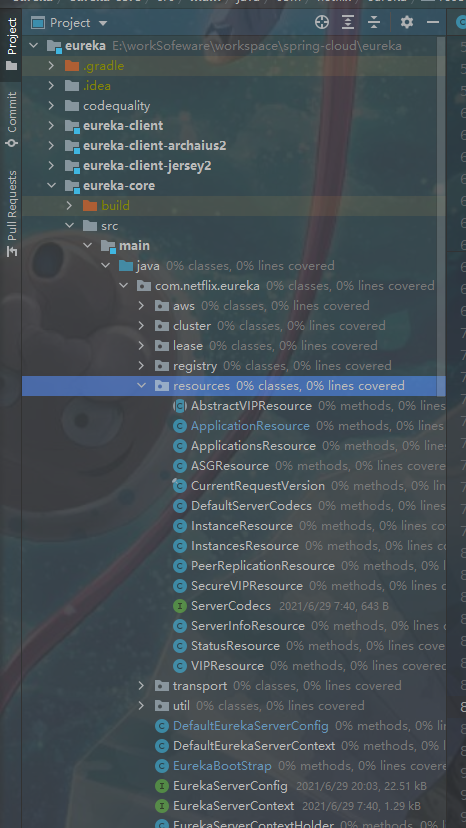 Project
eureka E:\workSofeware\workspace\spring-cloud\eureka
.gradle
.idea
codequality
eureka-client
eureka-client-archaius2
eureka-client-jersey2
eureka-core
build
src
main
java 0% classes, 0% lines covered
com.netflix.eureka 0% classes, 0% lines covered
aws 0% classes, 0% lines covered
cluster 0% classes, 0% lines covered
lease 0% classes, 0% lines covered
registry 0% classes, 0% lines covered
resources 0% classes, 0% lines covered
AbstractVIPResource 0% methods, 0% lines
ApplicationResource 0% methods, 0% lines
ApplicationsResource 0% methods, 0% lines
ASGResource 0% methods, 0% lines covere
CurrentRequestVersion 0% methods, 0% lin
DefaultServerCodecs 0% methods, 0% lines
InstanceResource 0% methods, 0% lines cov
InstancesResource 0% methods, 0% lines co
PeerReplicationResource 0% methods, 0% l
SecureVIPResource 0% methods, 0% lines c
ServerCodecs 2021/6/29 7:40, 643 B
ServerInfoResource 0% methods, 0% lines c
StatusResource 0% methods, 0% lines cover
VIPResource 0% methods, 0% lines covered
transport 0% classes, 0% lines covered
util 0% classes, 0% lines covered
DefaultEurekaServerConfig 0% methods, 0%
DefaultEurekaServerContext 0% methods, 0
EurekaBootStrap 0% methods, 0% lines cover
EurekaServerConfig 2021/6/29 20:03, 22.51 kB
EurekaServerContext 2021/6/29 7:40, 1.29 kB
EurekaServerContextHolder 0% methods, 0%
Project
Commit
Pull Requests